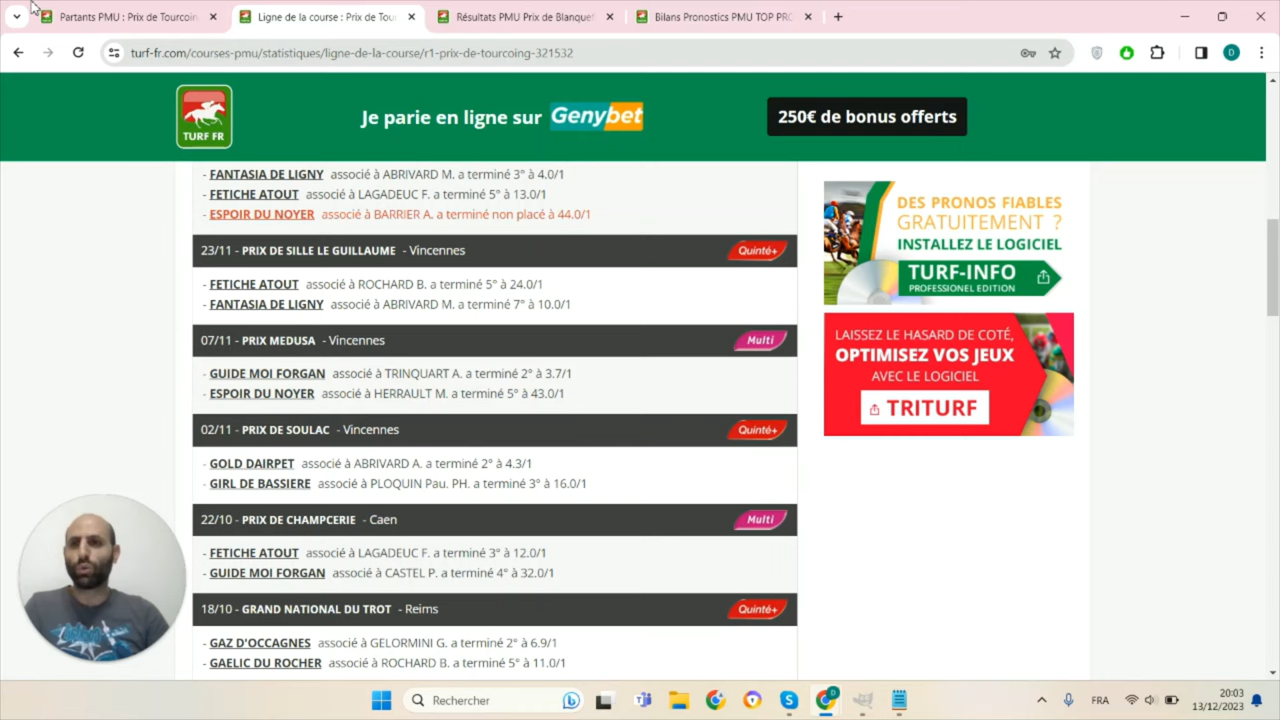 Partants PMU : Prix de Tourcoin
Ligne de la course : Prix de Tou
Résultats PMU Prix de Blanque
Bilans Pronostics PMU TOP PR
turf-fr.com/courses-pmu/statistiques/ligne-de-la-course/r1-prix-de-tourcoing-321532
D
TURF FR
Je parie en ligne sur Genybet
250€ de bonus offerts
- FANTASIA DE LIGNY associé à ABRIVARD M. a terminé 3° à 4.0/1
- FETICHE ATOUT associé à LAGADEUC F. a terminé 5° à 13.0/1
- ESPOIR DU NOYER associé à BARRIER A. a terminé non placé à 44.0/1
23/11 - PRIX DE SILLE LE GUILLAUME - Vincennes
Quinté+
- FETICHE ATOUT associé à ROCHARD B. a terminé 5° à 24.0/1
- FANTASIA DE LIGNY associé à ABRIVARD M. a terminé 7° à 10.0/1
07/11 - PRIX MEDUSA - Vincennes
Multi
- GUIDE MOI FORGAN associé à TRINQUART A. a terminé 2° à 3.7/1
- ESPOIR DU NOYER associé à HERRAULT M. a terminé 5° à 43.0/1
02/11 - PRIX DE SOULAC - Vincennes
Quinté+
- GOLD DAIRPET associé à ABRIVARD A. a terminé 2° à 4.3/1
- GIRL DE BASSIERE associé à PLOQUIN Pau. PH. a terminé 3° à 16.0/1
22/10 - PRIX DE CHAMPCERIE - Caen
Multi
- FETICHE ATOUT associé à LAGADEUC F. a terminé 3° à 12.0/1
- GUIDE MOI FORGAN associé à CASTEL P. a terminé 4° à 32.0/1
18/10 - GRAND NATIONAL DU TROT - Reims
Quinté+
- GAZ D'OCCAGNES associé à GELORMINI G. a terminé 2° à 6.9/1
- GAELIC DU ROCHER associé à ROCHARD B. a terminé 5° à 11.0/1
DES PRONOS FIABLES
GRATUITEMENT ?
INSTALLEZ LE LOGICIEL
TURF-INFO
PROFESSIONEL EDITION
LAISSEZ LE HASARD DE COTÉ,
OPTIMISEZ VOS JEUX
AVEC LE LOGICIEL
TRITURF
Rechercher
D
FRA
20:03
13/12/2023